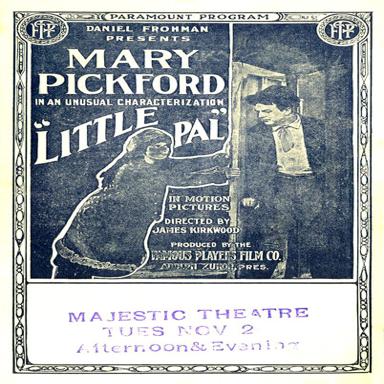 PARAMOUNT PROGRAM
DANIEL FROHMAN
PRESENTS
MARY
PICKFORD
IN AN UNUSUAL CHARACTERIZATION
"LITTLE PAL"
IN MOTION
PICTURES
DIRECTED BY
JAMES KIRKWOOD
PRODUCED BY THE
FAMOUS PLAYERS FILM CO.
ADOLPH ZUKOR, PRES.
MAJESTIC THEATRE
TUES NOV 2
Afternoon & Evening